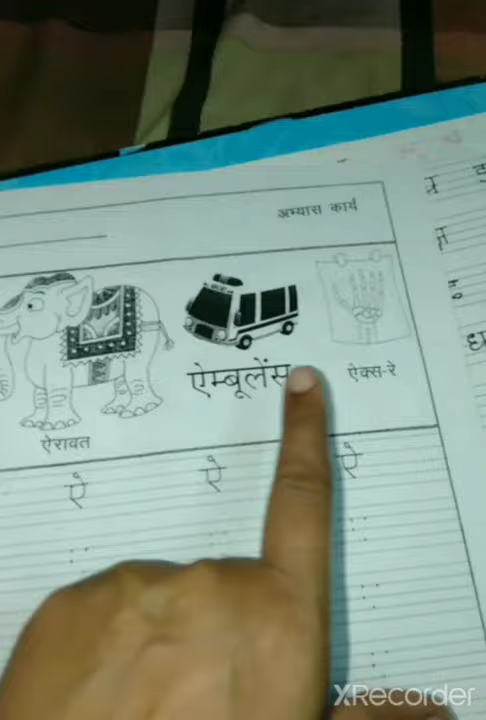 अभ्यास कार्य
ऐरावत
ऐम्बूलेंस
ऐक्स-रे
ऐ ऐ ऐ
XRecorder